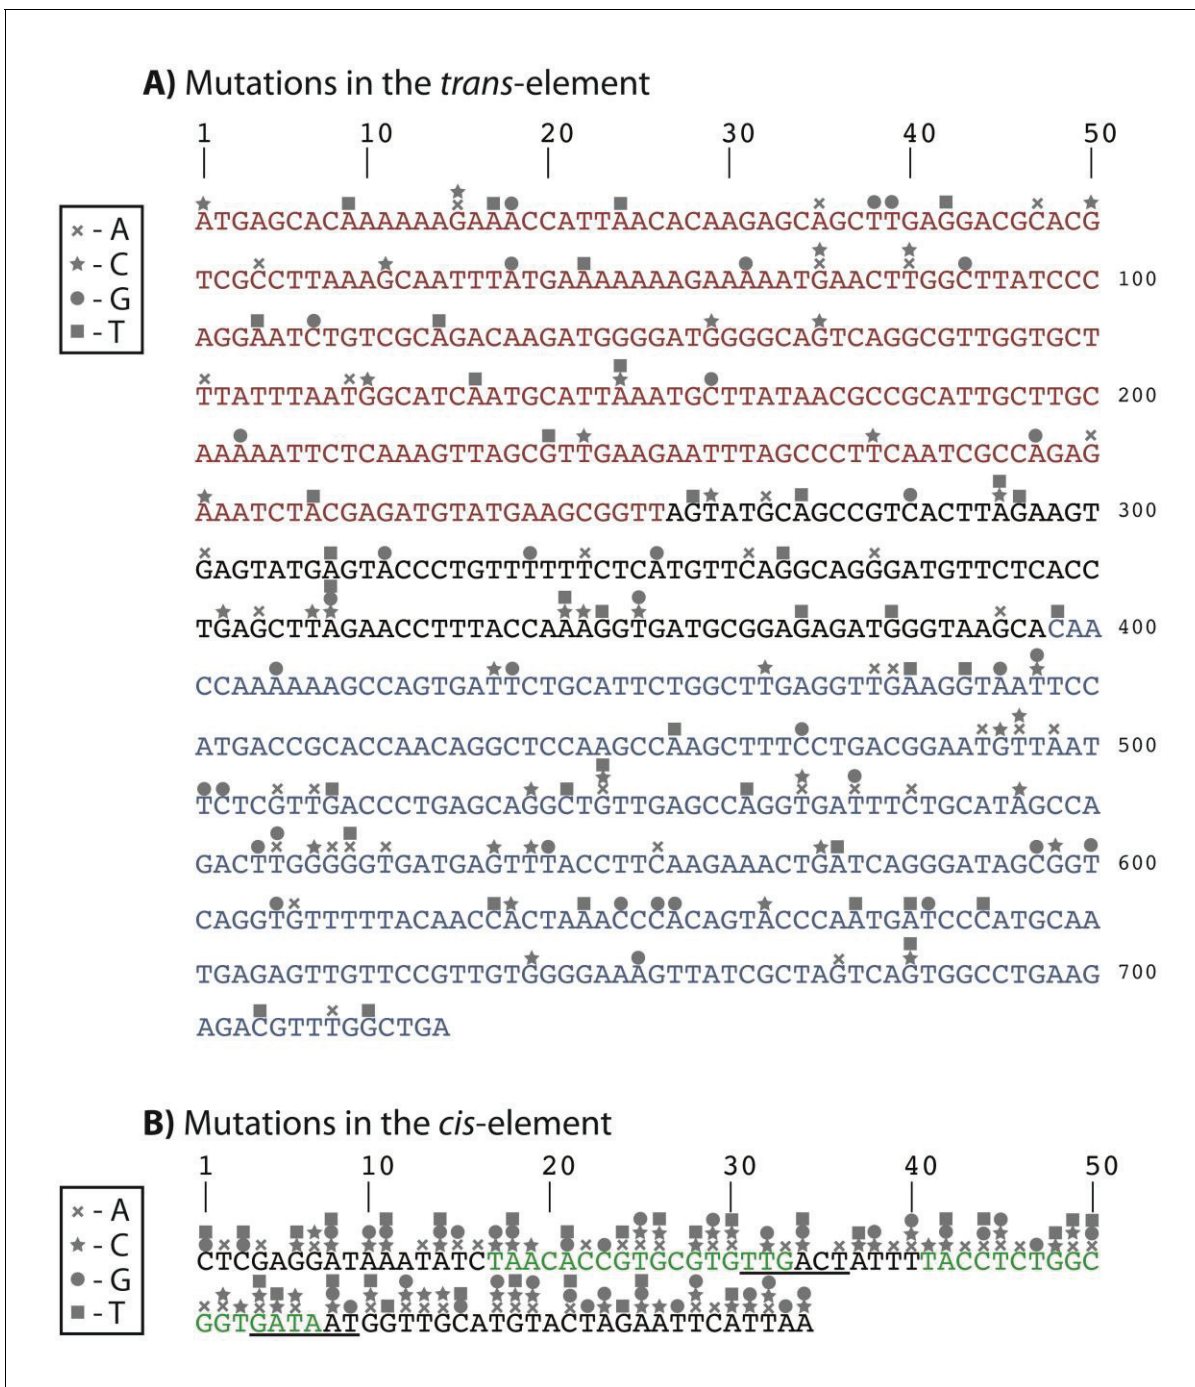 A) Mutations in the trans-element
1 10 20 30 40 50
× - A
★ - C
● - G
■ - T
ATGAGCACAAAAAAGAAACCATTAACACAAGAGCAGCTTGAGGACGCACG
TCGCCTTAAAGCAATTTATGAAAAAAAGAAAAATGAACTTGGCTTATCCC 100
AGGAATCTGTCGCAGACAAGATGGGGATGGGGCAGTCAGGCGTTGGTGCT
TTATTTAATGGCATCAATGCATTAAATGCTTATAACGCCGCATTGCTTGC 200
AAAAATTCTCAAAGTTAGCGTTGAAGAATTTAGCCCTTCAATCGCCAGAG
AAATCTACGAGATGTATGAAGCGGTTAGTATGCAGCCGTCACTTAGAAGT 300
GAGTATGAGTACCCTGTTTTTTCTCATGTTCAGGCAGGGATGTTCTCACC
TGAGCTTAGAACCTTTACCAAAGGTGATGCGGAGAGATGGGTAAGCACAA 400
CCAAAAAAGCCAGTGATTCTGCATTCTGGCTTGAGGTTGAAGGTAATTCC
ATGACCGCACCAACAGGCTCCAAGCCAAGCTTTCCTGACGGAATGTTAAT 500
TCTCGTTGACCCTGAGCAGGCTGTTGAGCCAGGTGATTTCTGCATAGCCA
GACTTGGGGGTGATGAGTTTACCTTCAAGAAACTGATCAGGGATAGCGGT 600
CAGGTGTTTTTACAACCACTAAACCCACAGTACCCAATGATCCCATGCAA
TGAGAGTTGTTCCGTTGTGGGGAAAGTTATCGCTAGTCAGTGGCCTGAAG 700
AGACGTTTGGCTGA
B) Mutations in the cis-element
1 10 20 30 40 50
× - A
★ - C
● - G
■ - T
CTCGAGGATAAATATCTAACACCGTGCGTGTTGACTATTTTACCTCTGGC
GGTGATAATGGTTGCATGTACTAGAATTCATTAA